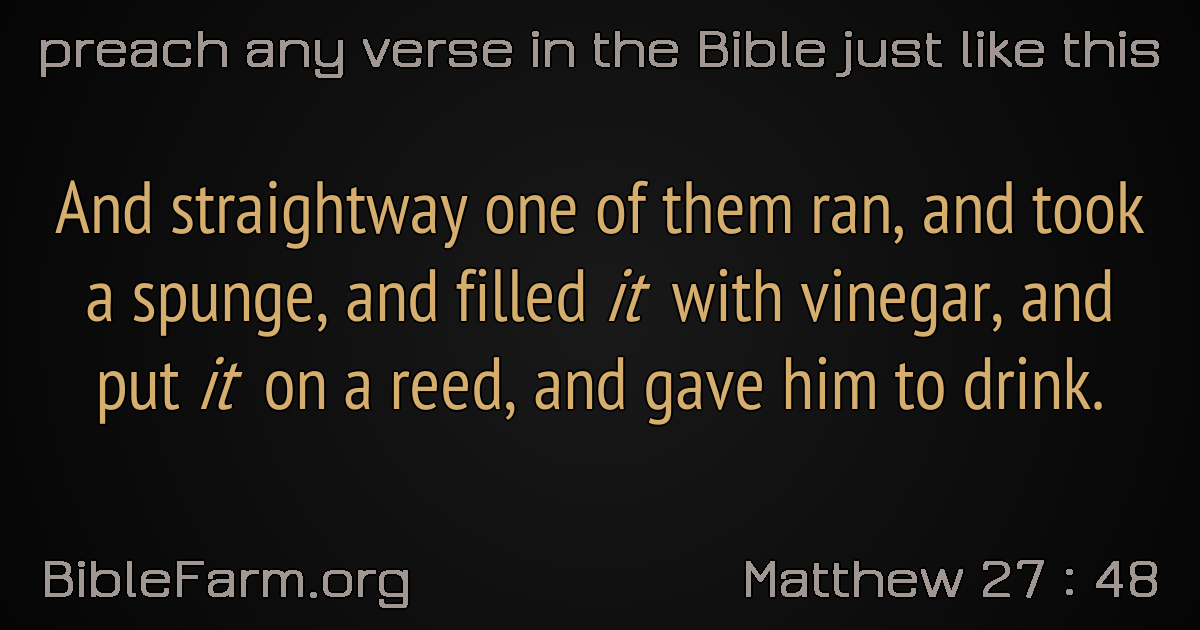 preach any verse in the Bible just like this
And straightway one of them ran, and took
a spunge, and filled it with vinegar, and
put it on a reed, and gave him to drink.
BibleFarm.org
Matthew 27 : 48